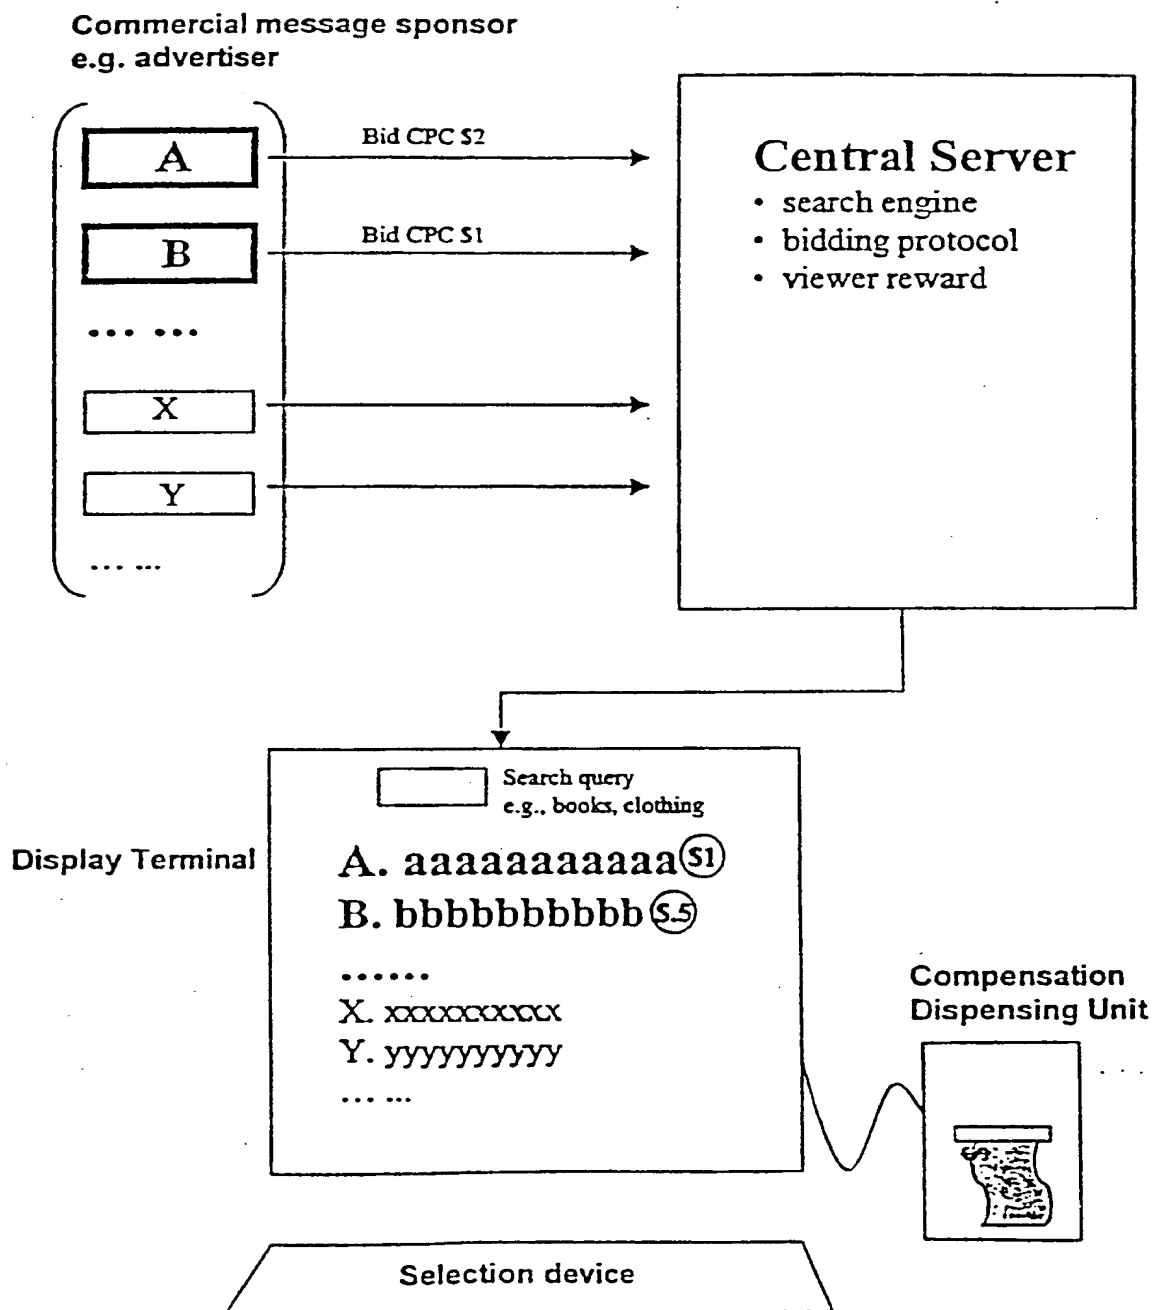 Commercial message sponsor
e.g. advertiser
A
Bid CPC $2
B
Bid CPC $1
... ...
X
Y
... ...
Central Server
• search engine
• bidding protocol
• viewer reward
Search query
e.g., books, clothing
Display Terminal
A. aaaaaaaaaaa $1
B. bbbbbbbbbb $.5
......
X. xxxxxxxxxx
Y. yyyyyyyyyy
... ...
Compensation
Dispensing Unit
...
$
Selection device